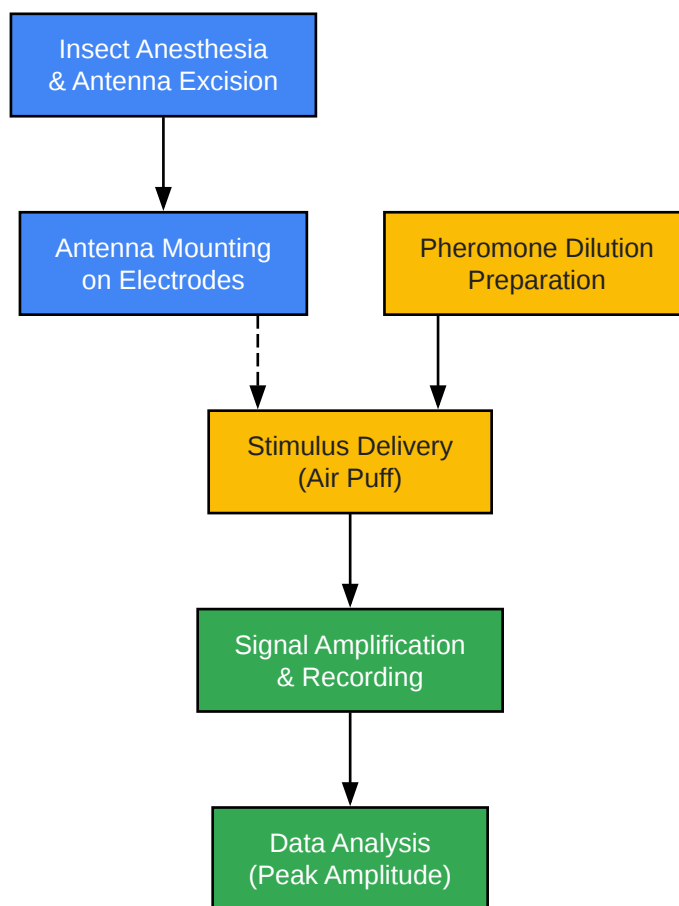 Insect Anesthesia
& Antenna Excision
Antenna Mounting
on Electrodes
Pheromone Dilution
Preparation
Stimulus Delivery
(Air Puff)
Signal Amplification
& Recording
Data Analysis
(Peak Amplitude)